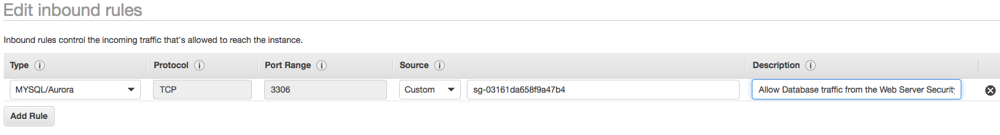 Edit inbound rules
Inbound rules control the incoming traffic that's allowed to reach the instance.
Type Protocol Port Range Source Description
MYSQL/Aurora TCP 3306 Custom sg-03161da658f9a47b4 Allow Database traffic from the Web Server Security
Add Rule